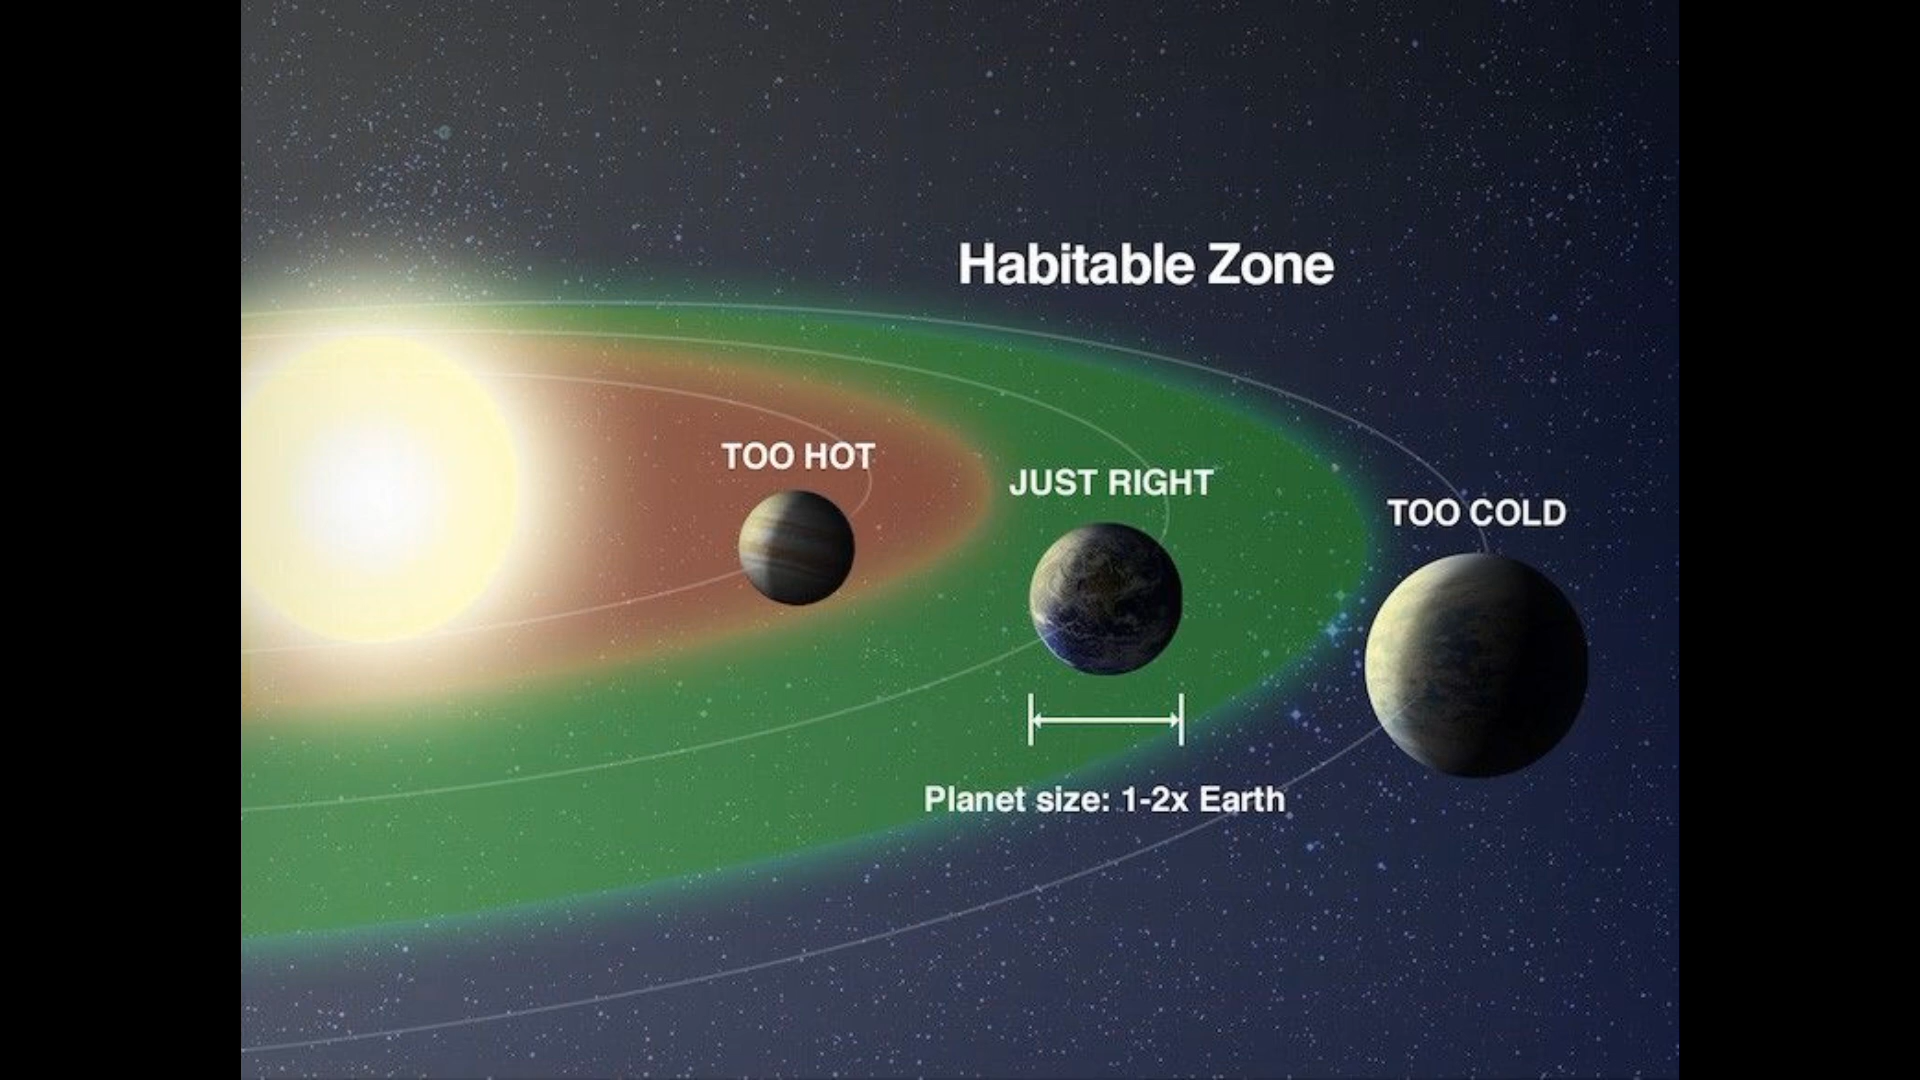 Habitable Zone
TOO HOT
JUST RIGHT
TOO COLD
Planet size: 1-2x Earth